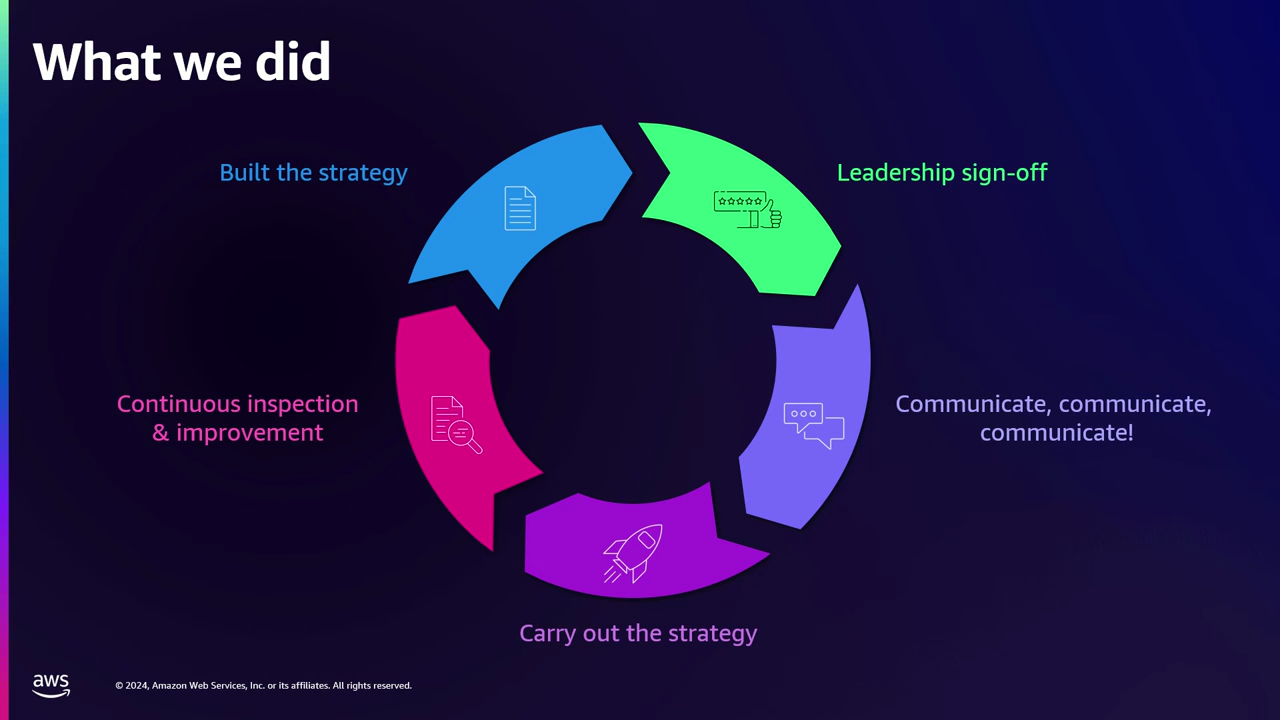 What we did
Built the strategy
Leadership sign-off
Continuous inspection
& improvement
Communicate, communicate,
communicate!
Carry out the strategy
aws
© 2024, Amazon Web Services, Inc. or its affiliates. All rights reserved.